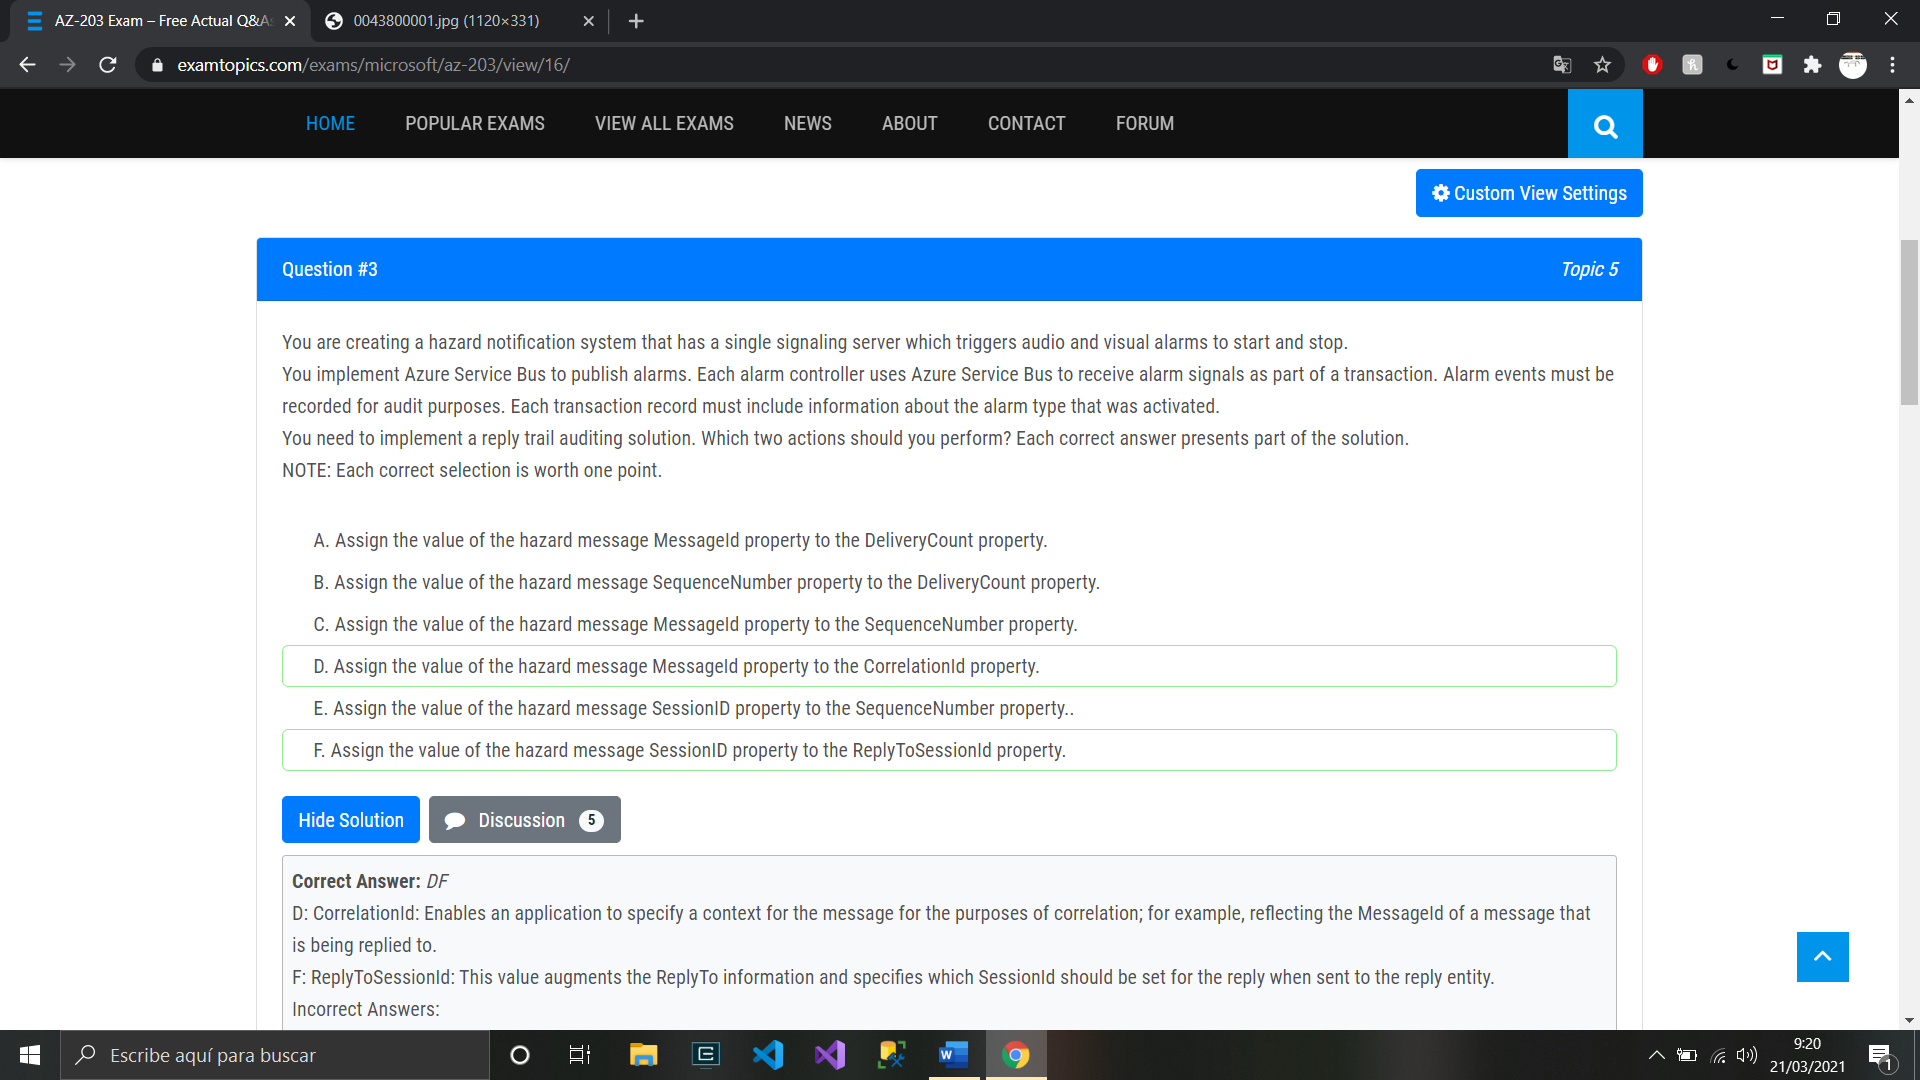 AZ-203 Exam – Free Actual Q&As
0043800001.jpg (1120×331)
examtopics.com/exams/microsoft/az-203/view/16/
HOME POPULAR EXAMS VIEW ALL EXAMS NEWS ABOUT CONTACT FORUM
Custom View Settings
Question #3 Topic 5
You are creating a hazard notification system that has a single signaling server which triggers audio and visual alarms to start and stop.
You implement Azure Service Bus to publish alarms. Each alarm controller uses Azure Service Bus to receive alarm signals as part of a transaction. Alarm events must be
recorded for audit purposes. Each transaction record must include information about the alarm type that was activated.
You need to implement a reply trail auditing solution. Which two actions should you perform? Each correct answer presents part of the solution.
NOTE: Each correct selection is worth one point.
A. Assign the value of the hazard message MessageId property to the DeliveryCount property.
B. Assign the value of the hazard message SequenceNumber property to the DeliveryCount property.
C. Assign the value of the hazard message MessageId property to the SequenceNumber property.
D. Assign the value of the hazard message MessageId property to the CorrelationId property.
E. Assign the value of the hazard message SessionID property to the SequenceNumber property..
F. Assign the value of the hazard message SessionID property to the ReplyToSessionId property.
Hide Solution Discussion 5
Correct Answer: DF
D: CorrelationId: Enables an application to specify a context for the message for the purposes of correlation; for example, reflecting the MessageId of a message that
is being replied to.
F: ReplyToSessionId: This value augments the ReplyTo information and specifies which SessionId should be set for the reply when sent to the reply entity.
Incorrect Answers:
Escribe aquí para buscar
9:20
21/03/2021
1